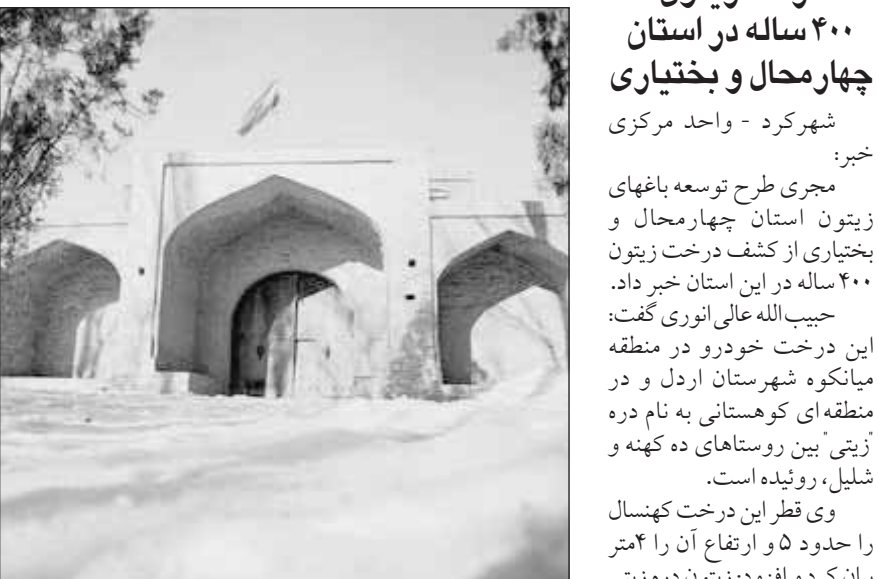 ۴۰۰ ساله در استان
چهارمحال و بختیاری
شهرکرد - واحد مرکزی
خبر:
مجری طرح توسعه باغهای
زیتون استان چهارمحال و
بختیاری از کشف درخت زیتون
۴۰۰ ساله در این استان خبر داد.
حبیب‌الله عالی‌انوری گفت:
این درخت خودرو در منطقه
میانکوه شهرستان اردل و در
منطقه‌ای کوهستانی به نام دره
"زیتی" بین روستاهای ده کهنه و
شلیل، روئیده است.
وی قطر این درخت کهنسال
را حدود ۵ و ارتفاع آن را ۴متر